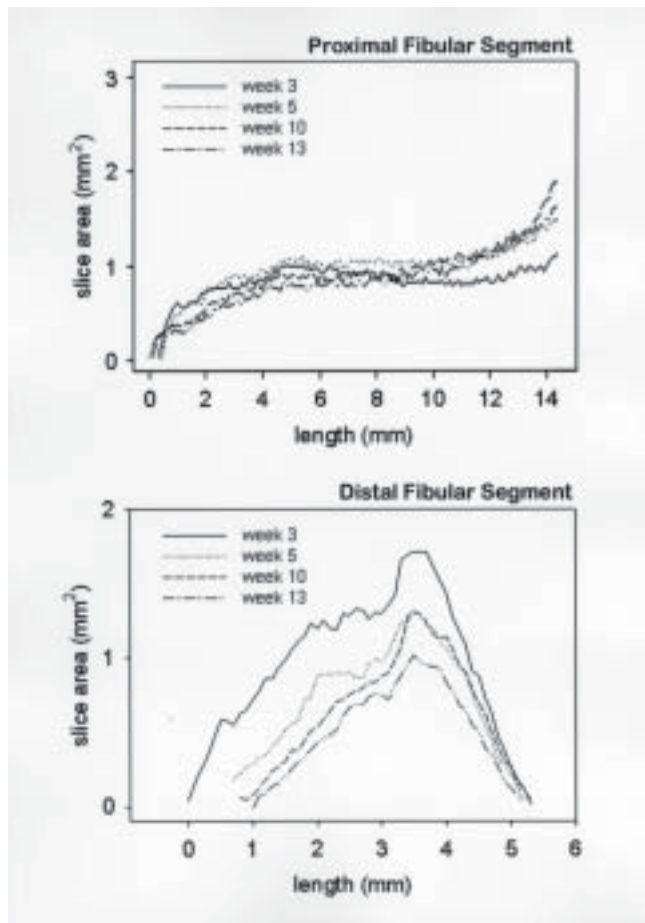 Proximal Fibular Segment
3
2
1
0
slice area (mm²)
week 3
week 5
week 10
week 13
0 2 4 6 8 10 12 14
length (mm)
Distal Fibular Segment
2
1
0
slice area (mm²)
week 3
week 5
week 10
week 13
0 1 2 3 4 5 6
length (mm)